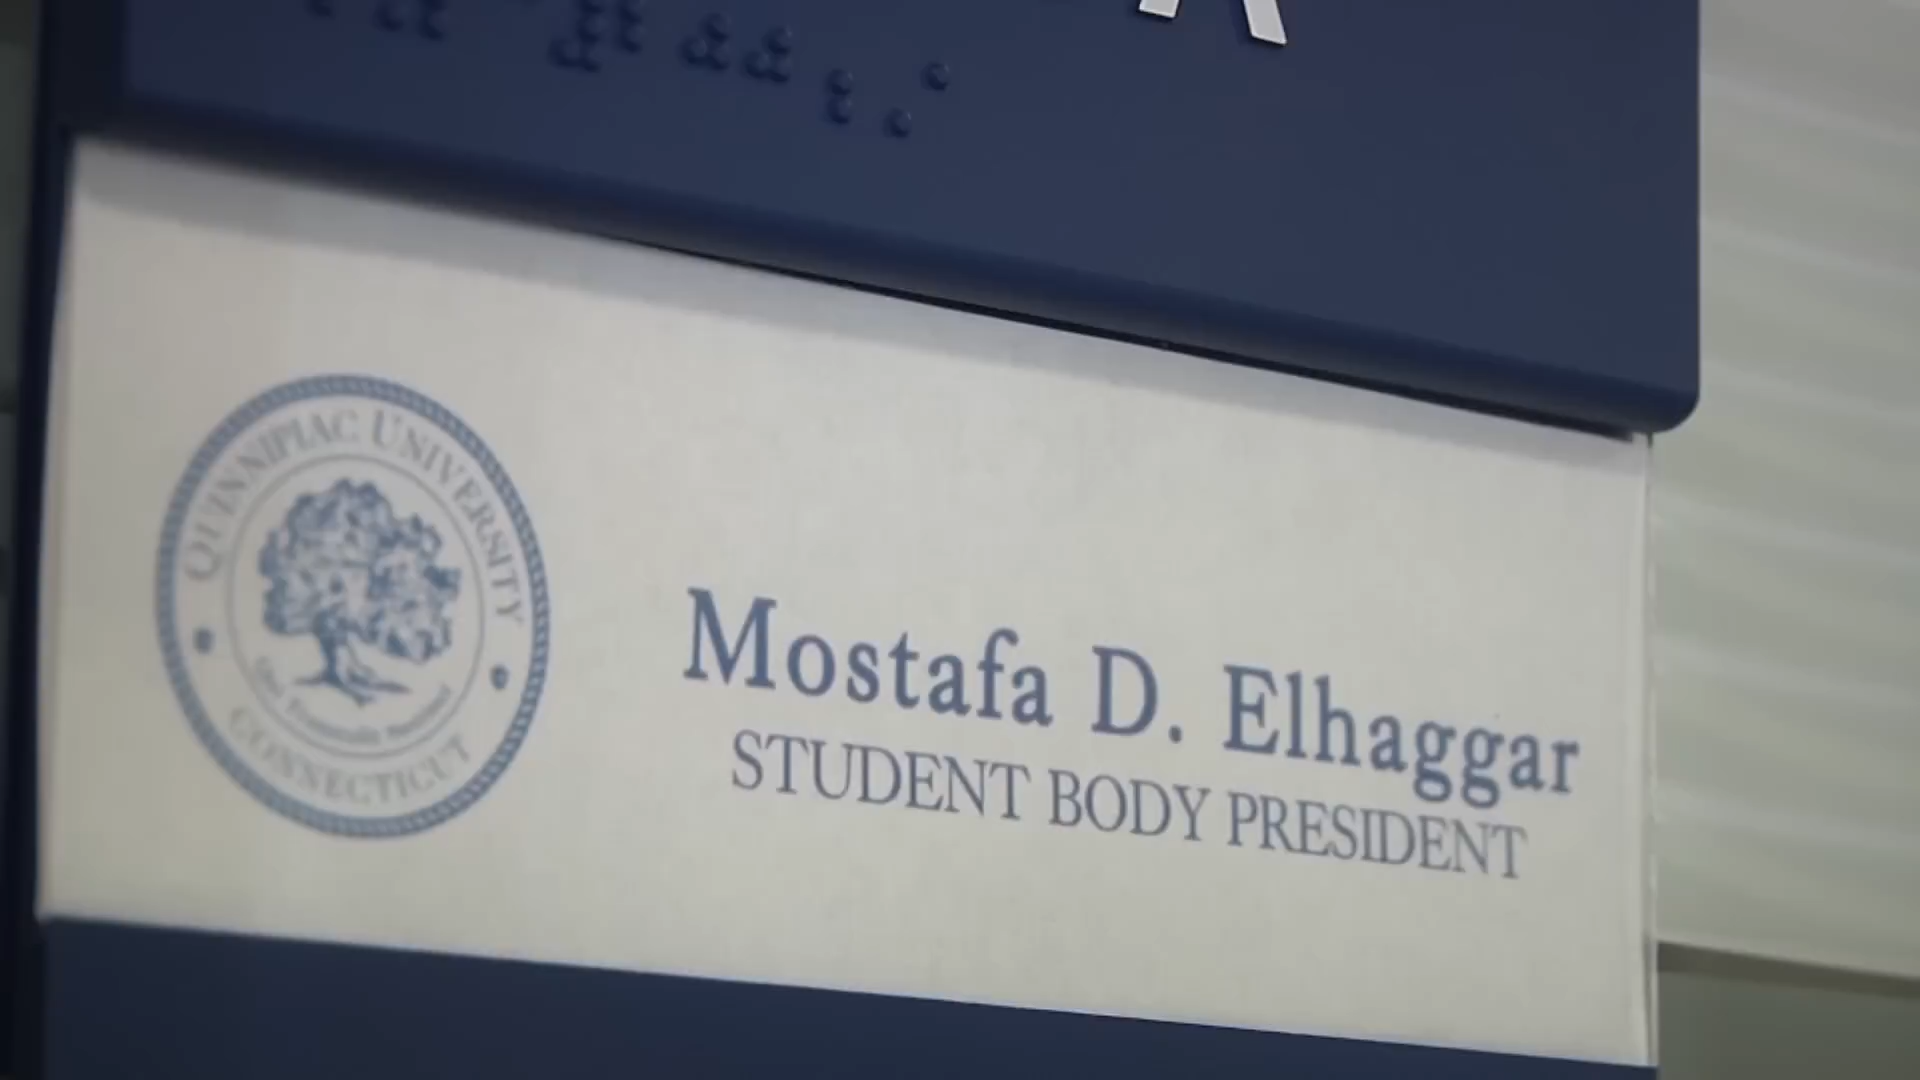 QUINNIPIAC UNIVERSITY
CONNECTICUT
Mostafa D. Elhaggar
STUDENT BODY PRESIDENT